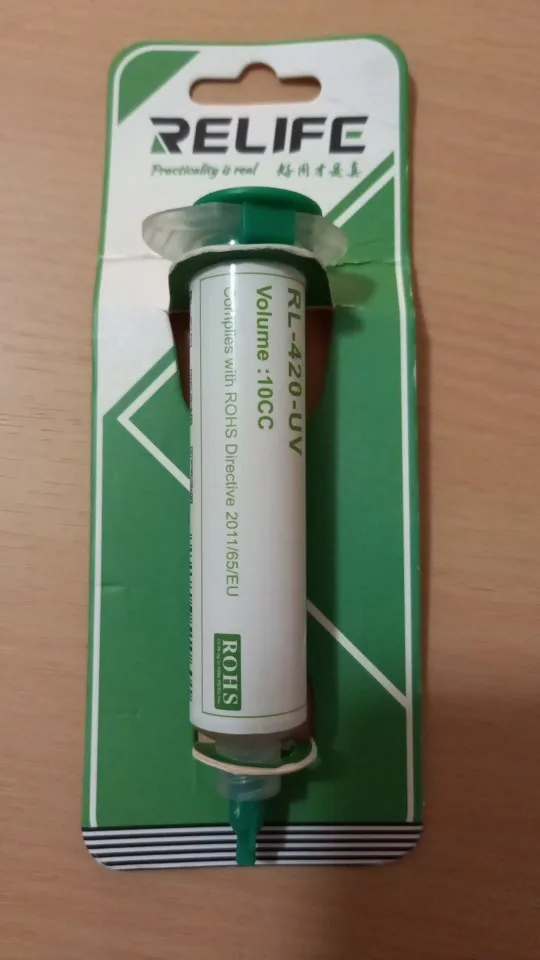 RELIFE
Practicality is real 好用才是真
RL-420-UV
Volume :10CC
Complies with ROHS Directive 2011/65/EU
ROHS